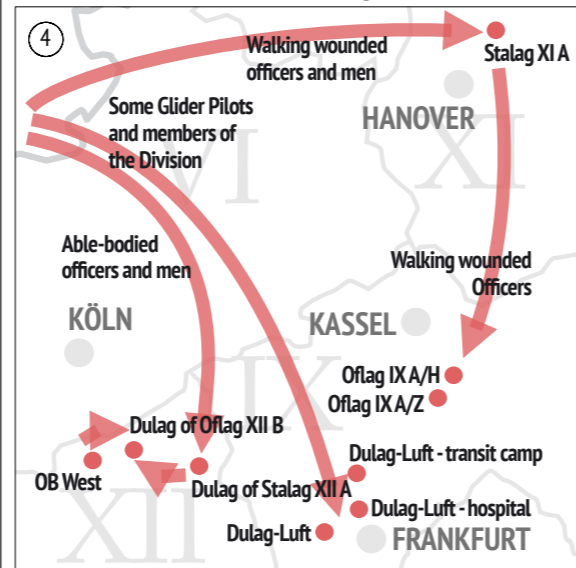 4
Walking wounded
officers and men
Stalag XI A
Some Glider Pilots
and members of
the Division
HANOVER
VI
XI
Able-bodied
officers and men
Walking wounded
Officers
KÖLN
KASSEL
IX
Oflag IX A/H
Oflag IX A/Z
Dulag of Oflag XII B
OB West
Dulag-Luft - transit camp
Dulag of Stalag XII A
Dulag-Luft - hospital
XII
Dulag-Luft
FRANKFURT